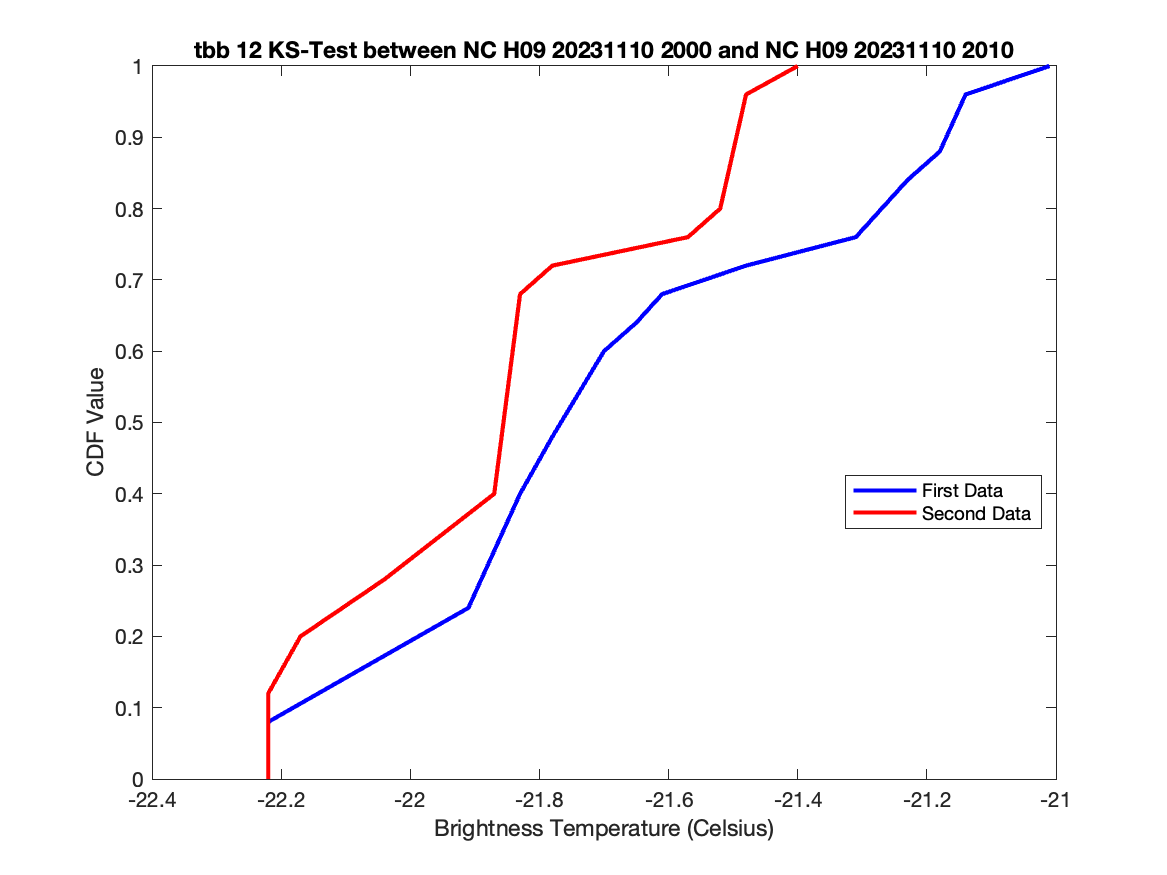 tbb 12 KS-Test between NC H09 20231110 2000 and NC H09 20231110 2010
1
0.9
0.8
0.7
0.6
0.5
0.4
0.3
0.2
0.1
0
CDF Value
First Data
Second Data
-22.4 -22.2 -22 -21.8 -21.6 -21.4 -21.2 -21
Brightness Temperature (Celsius)